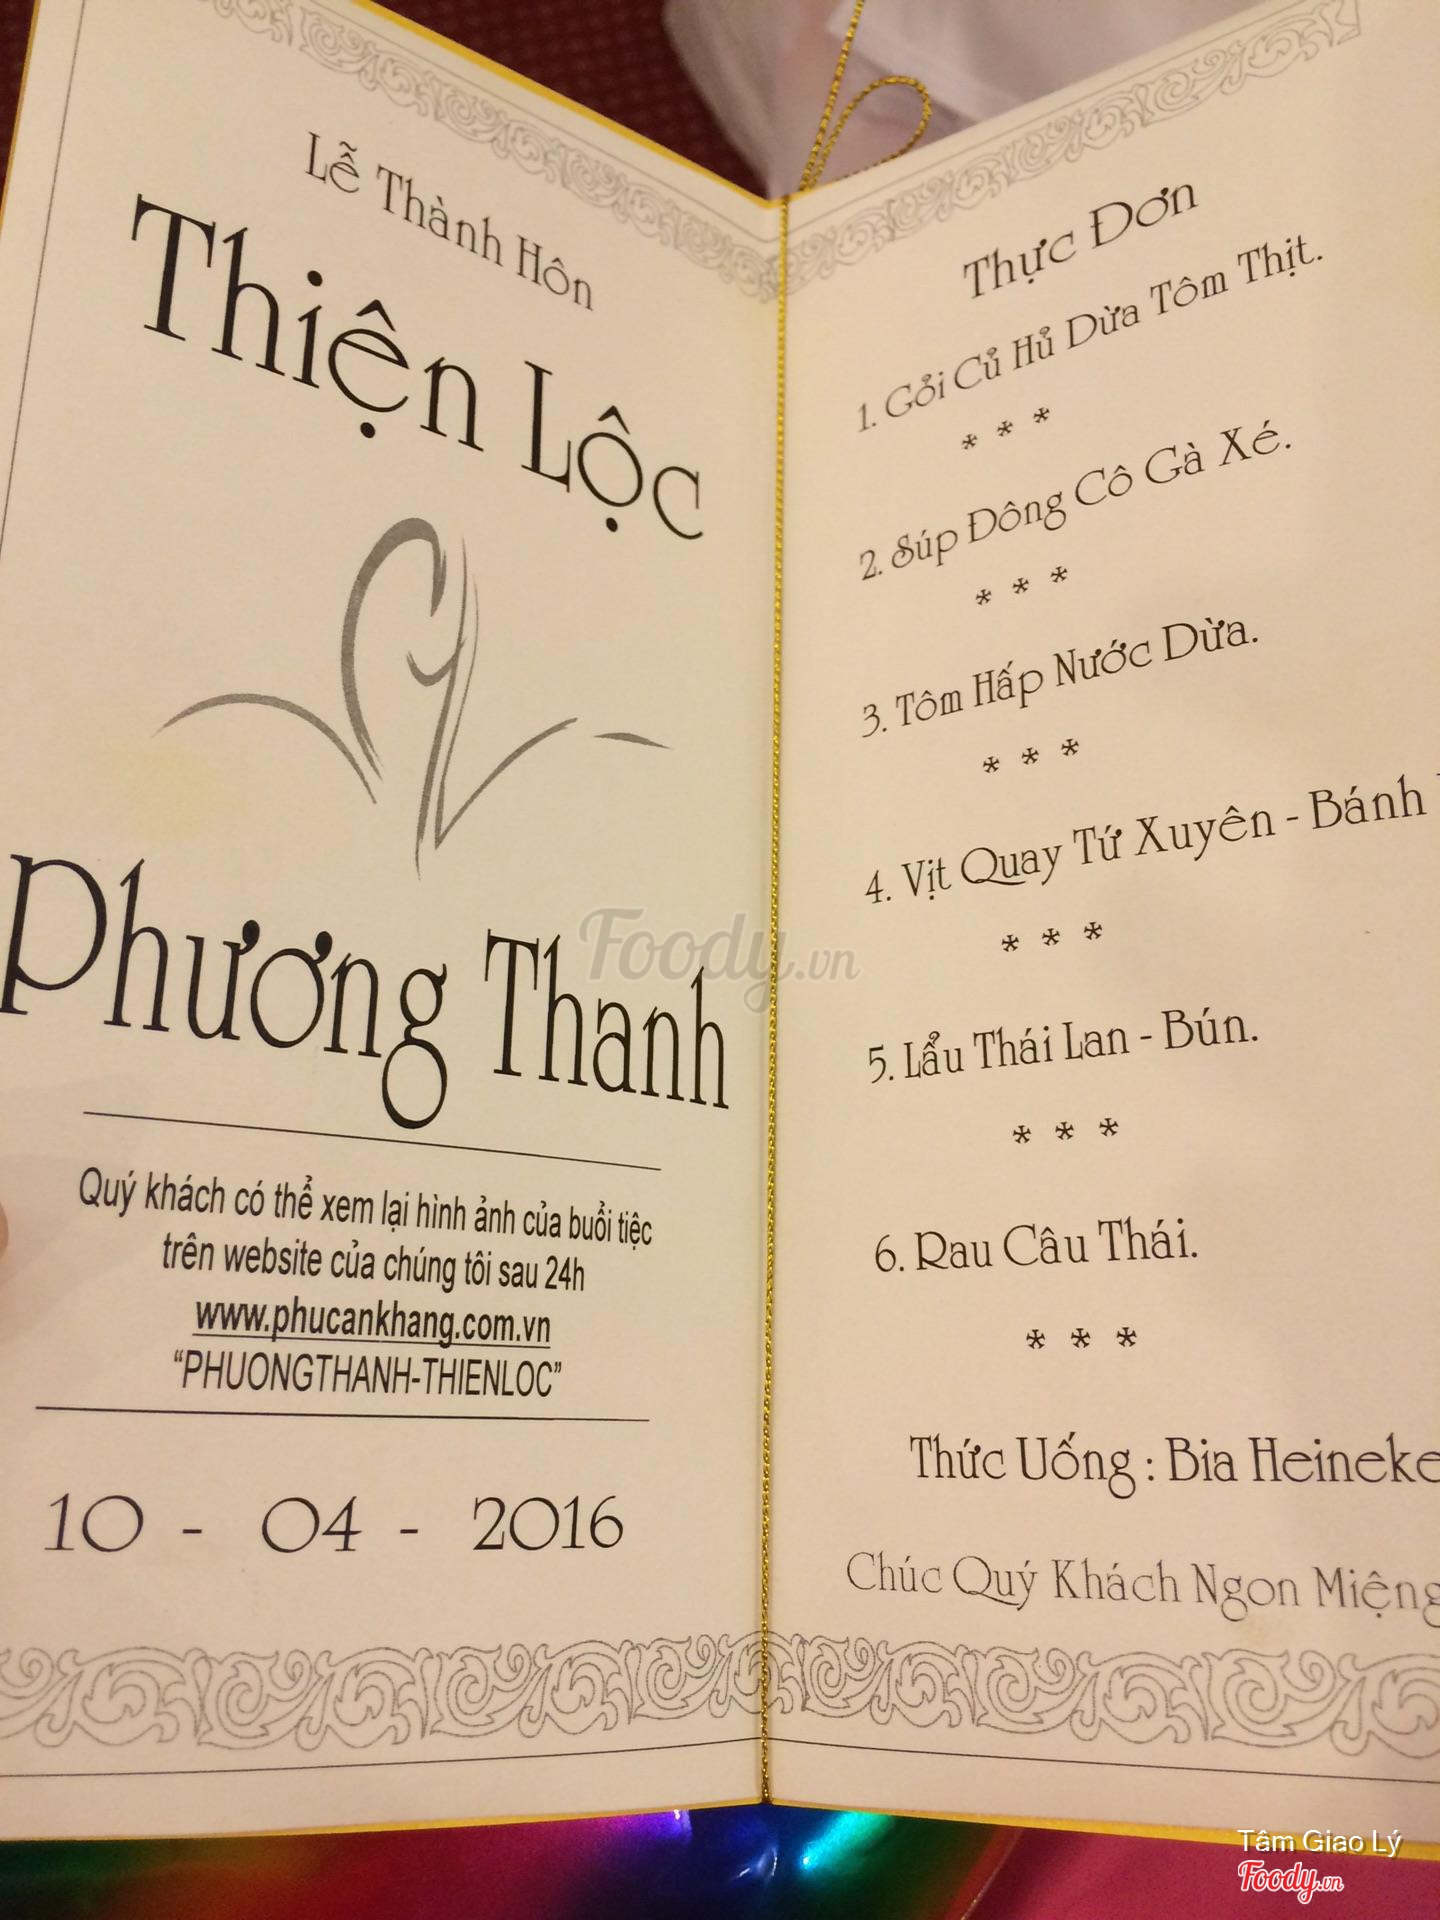 Lễ Thành Hôn
Thiện Lộc
Phương Thanh
Quý khách có thể xem lại hình ảnh của buổi tiệc
trên website của chúng tôi sau 24h
www.phucankhang.com.vn
“PHUONGTHANH-THIENLOC”
10 - 04 - 2016
Thực Đơn
1. Gỏi Củ Hủ Dừa Tôm Thịt.
* * *
2. Súp Đông Cô Gà Xé.
* * *
3. Tôm Hấp Nước Dừa.
* * *
4. Vịt Quay Tứ Xuyên - Bánh
* * *
5. Lẩu Thái Lan - Bún.
* * *
6. Rau Câu Thái.
* * *
Thức Uống : Bia Heineke
Chúc Quý Khách Ngon Miệng
Foody.vn
Tâm Giao Lý
Foody.vn